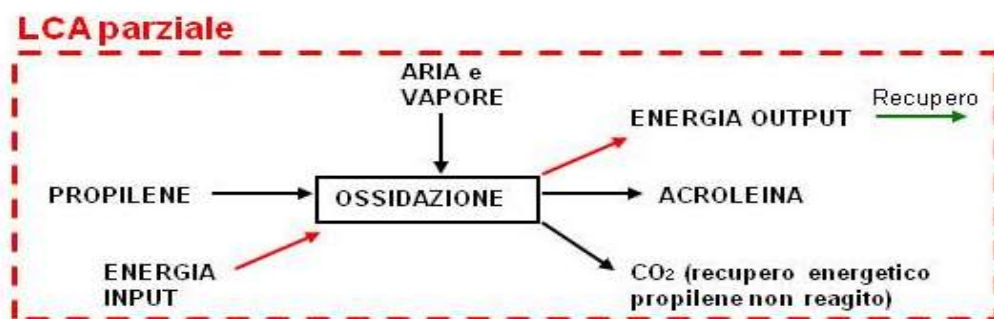 LCA parziale
ARIA e
VAPORE
Recupero
ENERGIA OUTPUT
PROPILENE
OSSIDAZIONE
ACROLEINA
ENERGIA
INPUT
CO₂ (recupero energetico
propilene non reagito)